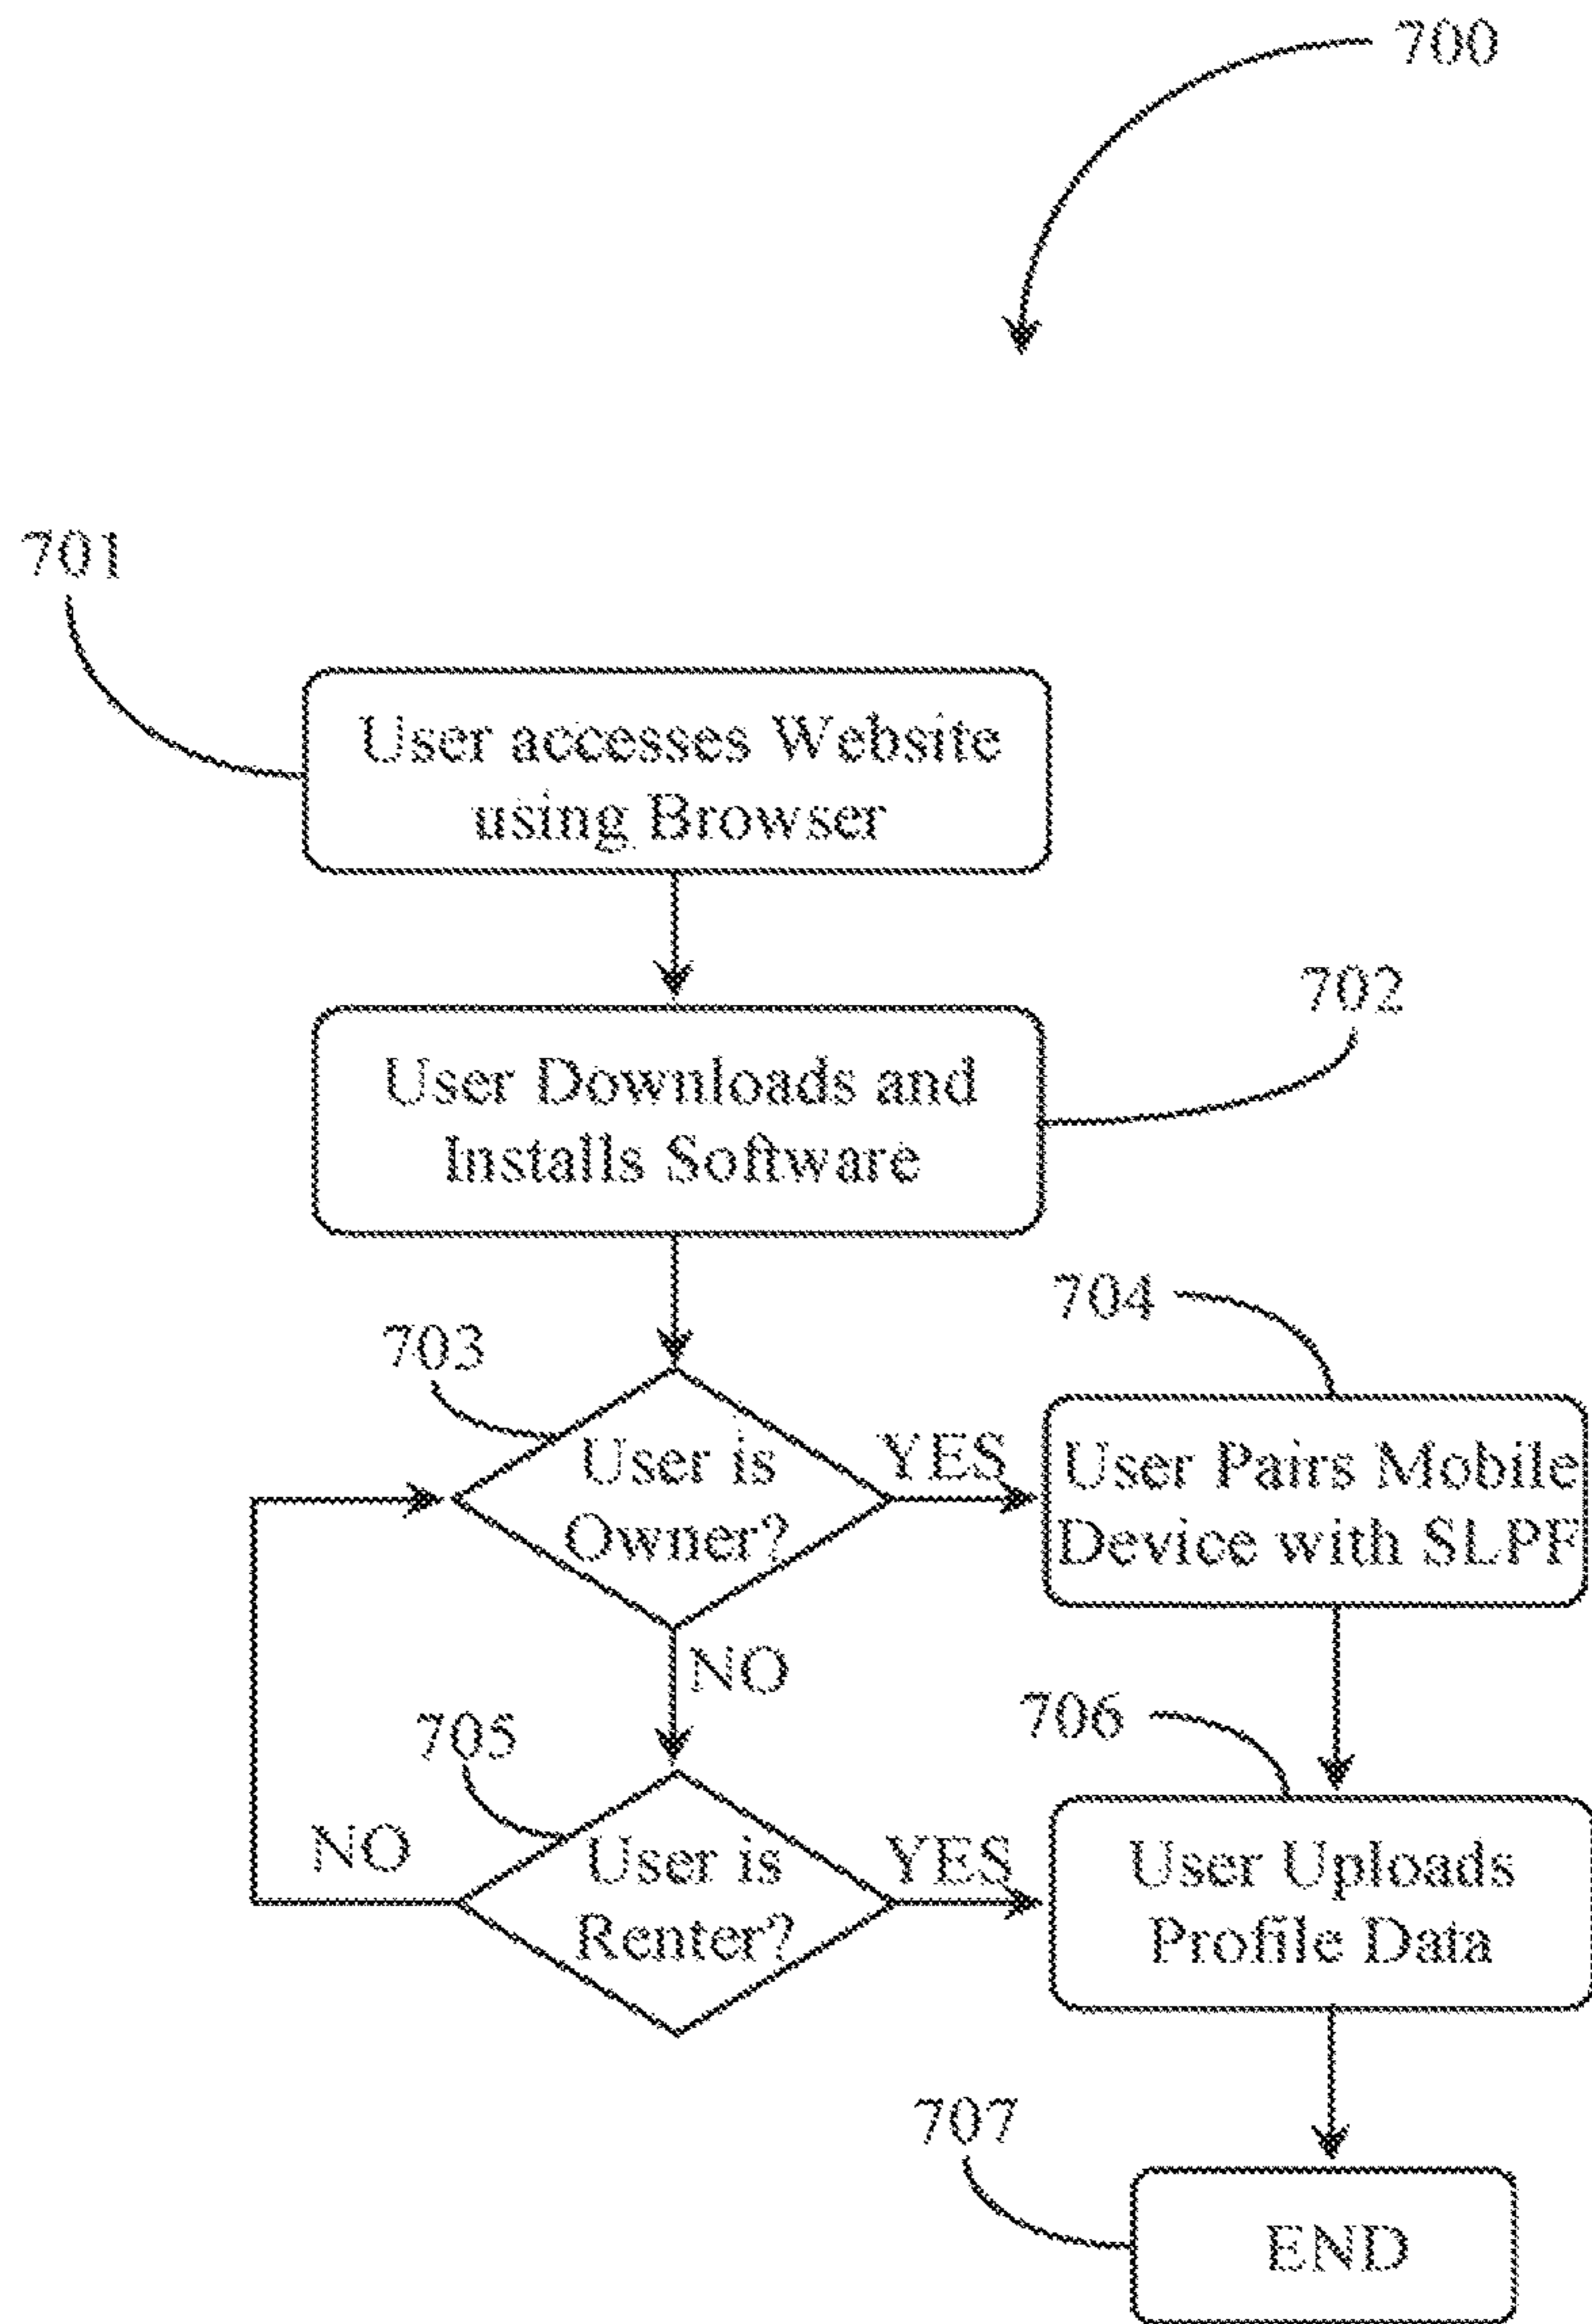 700
701
User accesses Website
using Browser
702
User Downloads and
Installs Software
703
User is
Owner?
YES
704
User Pairs Mobile
Device with SLPF
NO
705
User is
Renter?
NO
YES
706
User Uploads
Profile Data
707
END